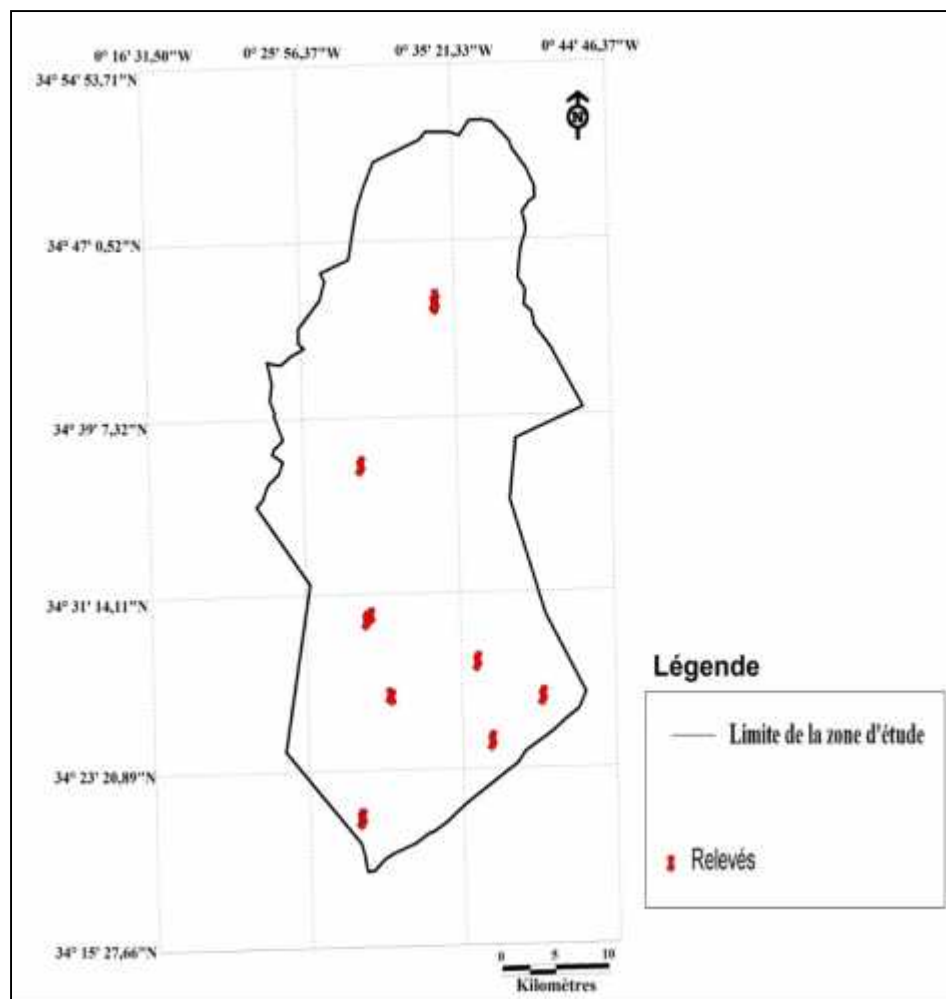 0° 16' 31,50"W 0° 25' 56,37"W 0° 35' 21,33"W 0° 44' 46,37"W
34° 54' 53,71"N
N
34° 47' 0,52"N
34° 39' 7,32"N
34° 31' 14,11"N
34° 23' 20,89"N
34° 15' 27,66"N
Légende
Limite de la zone d'étude
Relevés
0 5 10
Kilomètres